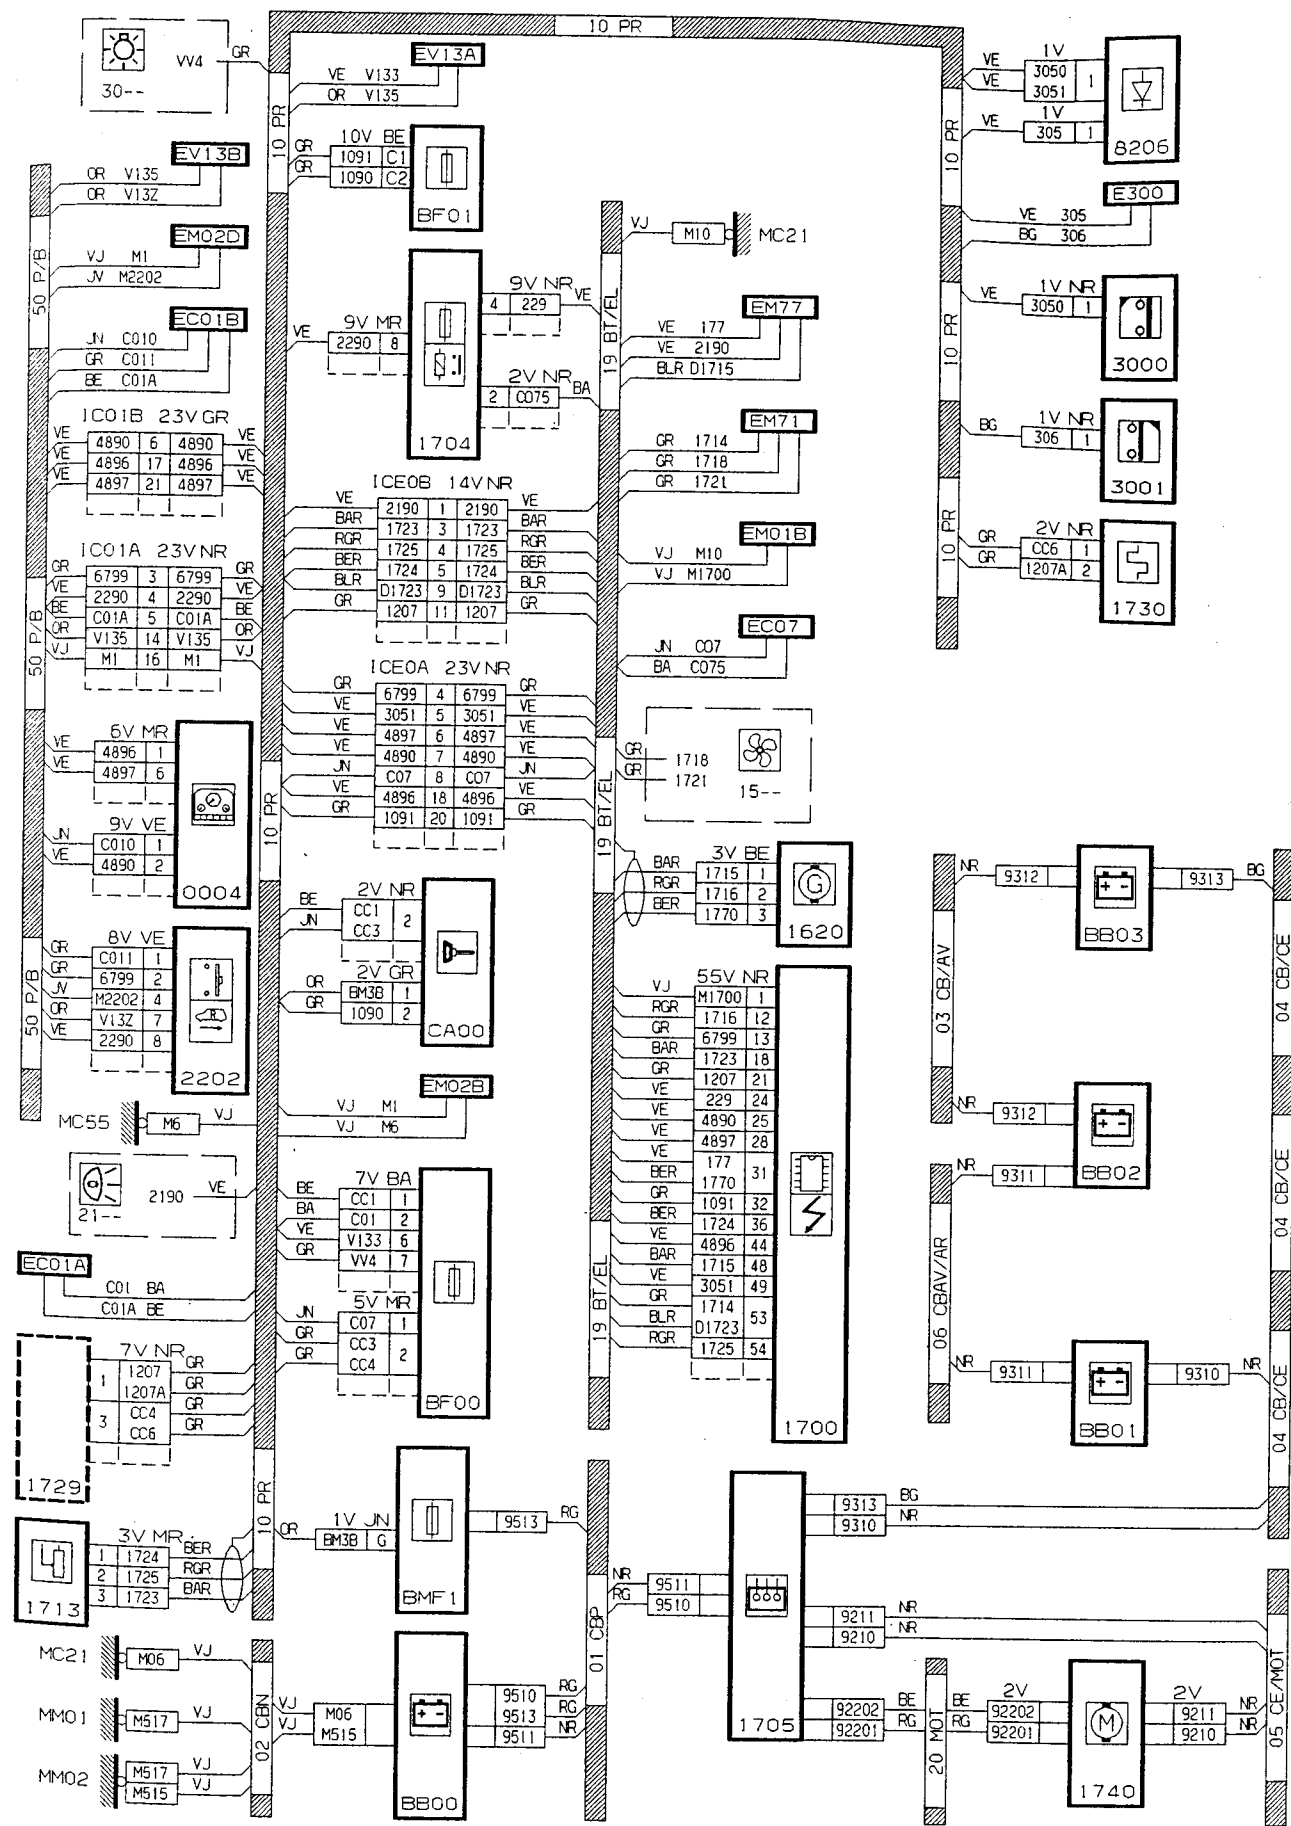 10 PR
VV4 GR
30--
EV13A
VE V133
OR V135
10 PR
10V BE
GR 1091 C1
GR 1090 C2
BF01
EV13B
OR V135
OR V13Z
EM02D
VJ M1
JV M2202
50 P/B
EC01B
JN C010
GR C011
BE C01A
9V MR
VE 2290 8
9V NR
4 229 VE
2V NR
2 C075 BA
1704
VJ M10 MC21
19 BT/EL
EM77
VE 177
VE 2190
BLR D1715
EM71
GR 1714
GR 1718
GR 1721
EM01B
VJ M10
VJ M1700
EC07
JN C07
BA C075
GR 1718
GR 1721
15--
1V
VE 3050
VE 3051 1
1V
VE 305 1
8206
10 PR
E300
VE 305
BG 306
1V NR
VE 3050 1
3000
10 PR
1V NR
BG 306 1
3001
10 PR
2V NR
GR CC6 1
GR 1207A 2
1730
IC01B 23V GR
VE 4890 6 4890 VE
VE 4896 17 4896 VE
VE 4897 21 4897 VE
IC01A 23V NR
GR 6799 3 6799 GR
VE 2290 4 2290 VE
BE C01A 5 C01A BE
OR V135 14 V135 OR
VJ M1 16 M1 VJ
50 P/B
ICE0B 14V NR
VE 2190 1 2190 VE
BAR 1723 3 1723 BAR
RGR 1725 4 1725 RGR
BER 1724 5 1724 BER
BLR D1723 9 D1723 BLR
GR 1207 11 1207 GR
ICE0A 23V NR
GR 6799 4 6799 GR
VE 3051 5 3051 VE
VE 4897 6 4897 VE
VE 4890 7 4890 VE
JN C07 8 C07 JN
VE 4896 18 4896 VE
GR 1091 20 1091 GR
10 PR
19 BT/EL
6V MR
VE 4896 1
VE 4897 6
9V VE
JN C010 1
VE 4890 2
0004
8V VE
GR C011 1
GR 6799 2
JV M2202 4
OR V13Z 7
VE 2290 8
2202
50 P/B
2V NR
BE CC1
JN CC3 2
2V GR
OR BM3B 1
GR 1090 2
CA00
EM02B
VJ M1
VJ M6
MC55 M6 VJ
2190 VE
21--
EC01A
C01 BA
C01A BE
7V BA
BE CC1 1
BA C01 2
VE V133 6
GR VV4 7
5V MR
JN C07 1
GR CC3
GR CC4 2
BF00
3V BE
BAR 1715 1
RGR 1716 2
BER 1770 3
1620
55V NR
VJ M1700 1
RGR 1716 12
GR 6799 13
BAR 1723 18
GR 1207 21
VE 229 24
VE 4890 25
VE 4897 28
VE 177
BER 1770 31
GR 1091 32
BER 1724 36
VE 4896 44
BAR 1715 48
VE 3051 49
GR 1714
BLR D1723 53
RGR 1725 54
1700
19 BT/EL
NR 9312
9313 BG
BB03
03 CB/AV
04 CB/CE
NR 9312
NR 9311
BB02
04 CB/CE
06 CBAV/AR
NR 9311
9310 NR
BB01
04 CB/CE
7V NR
1 1207 GR
1207A GR
3 CC4 GR
CC6 GR
1729
10 PR
3V MR
1 1724 BER
2 1725 RGR
3 1723 BAR
1713
1V JN
OR BM3B G
9513 RG
BMF1
01 CBP
NR 9511
RG 9510
9313 BG
9310 NR
9211 NR
9210 NR
92202 BE
92201 RG
1705
MC21 M06 VJ
MM01 M517 VJ
MM02 M517 VJ
M515 VJ
02 CBN
VJ M06
VJ M515
9510 RG
9513 RG
9511 NR
BB00
20 MOT
2V
BE 92202
RG 92201
2V
9211 NR
9210 NR
1740
05 CE/MOT